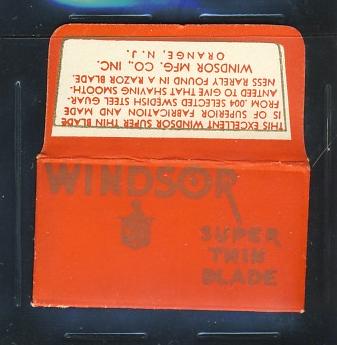 THIS EXCELLENT WINDSOR SUPER THIN BLADE
IS OF SUPERIOR FABRICATION AND MADE
FROM .004 SELECTED SWEDISH STEEL GUAR-
ANTEED TO GIVE THAT SHAVING SMOOTH-
NESS RARELY FOUND IN A RAZOR BLADE.
WINDSOR MFG. CO., INC.
ORANGE, N. J.
WINDSOR
SUPER
THIN
BLADE